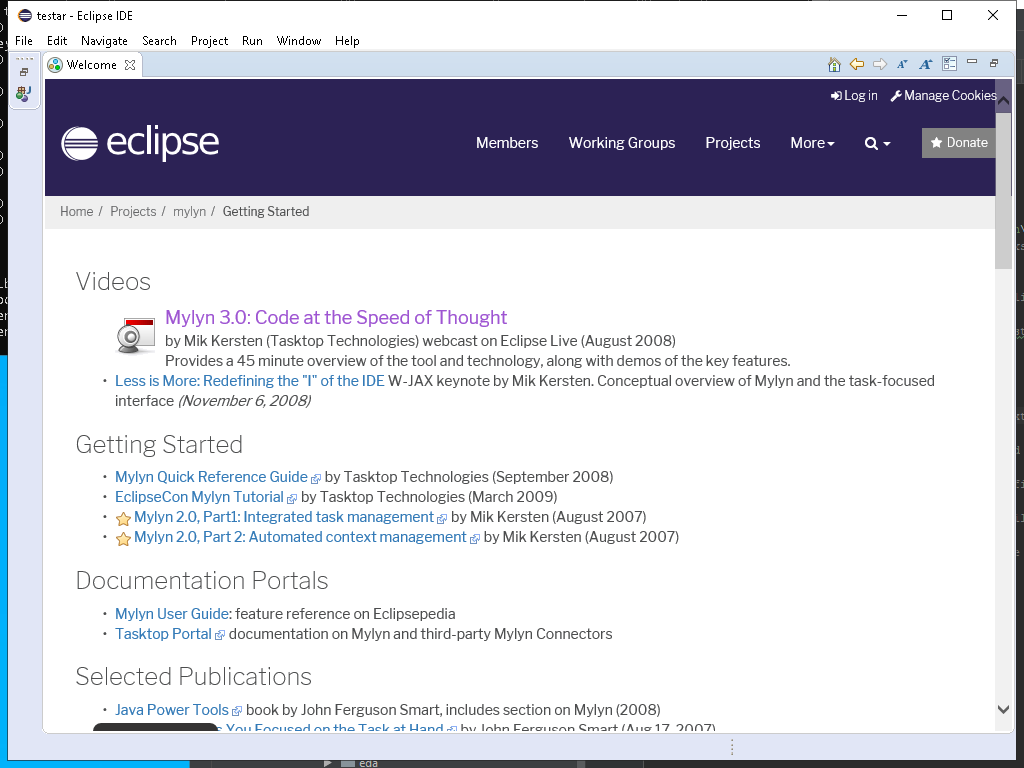 testar - Eclipse IDE
File Edit Navigate Search Project Run Window Help
Welcome
Log in Manage Cookies
eclipse
Members Working Groups Projects More Donate
Home / Projects / mylyn / Getting Started
Videos
Mylyn 3.0: Code at the Speed of Thought
by Mik Kersten (Tasktop Technologies) webcast on Eclipse Live (August 2008)
Provides a 45 minute overview of the tool and technology, along with demos of the key features.
• Less is More: Redefining the "I" of the IDE W-JAX keynote by Mik Kersten. Conceptual overview of Mylyn and the task-focused
interface (November 6, 2008)
Getting Started
• Mylyn Quick Reference Guide by Tasktop Technologies (September 2008)
• EclipseCon Mylyn Tutorial by Tasktop Technologies (March 2009)
• Mylyn 2.0, Part1: Integrated task management by Mik Kersten (August 2007)
• Mylyn 2.0, Part 2: Automated context management by Mik Kersten (August 2007)
Documentation Portals
• Mylyn User Guide: feature reference on Eclipsepedia
• Tasktop Portal documentation on Mylyn and third-party Mylyn Connectors
Selected Publications
• Java Power Tools book by John Ferguson Smart, includes section on Mylyn (2008)
You Focused on the Task at Hand by John Ferguson Smart (Aug 17, 2007)
eda